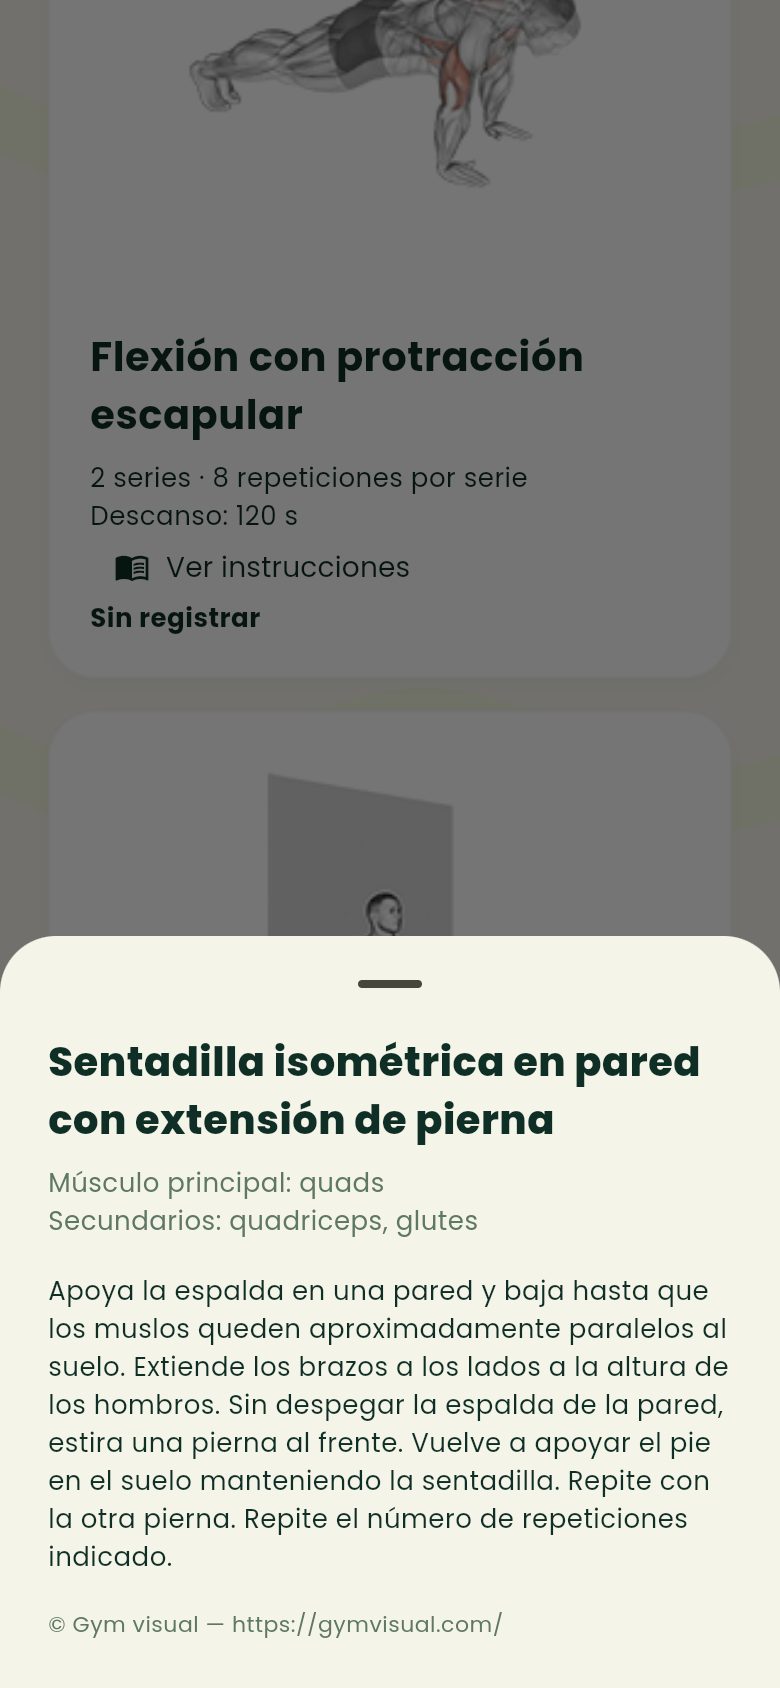 Flexión con protracción
escapular
2 series · 8 repeticiones por serie
Descanso: 120 s
Ver instrucciones
Sin registrar
Sentadilla isométrica en pared
con extensión de pierna
Músculo principal: quads
Secundarios: quadriceps, glutes
Apoya la espalda en una pared y baja hasta que
los muslos queden aproximadamente paralelos al
suelo. Extiende los brazos a los lados a la altura de
los hombros. Sin despegar la espalda de la pared,
estira una pierna al frente. Vuelve a apoyar el pie
en el suelo manteniendo la sentadilla. Repite con
la otra pierna. Repite el número de repeticiones
indicado.
© Gym visual — https://gymvisual.com/